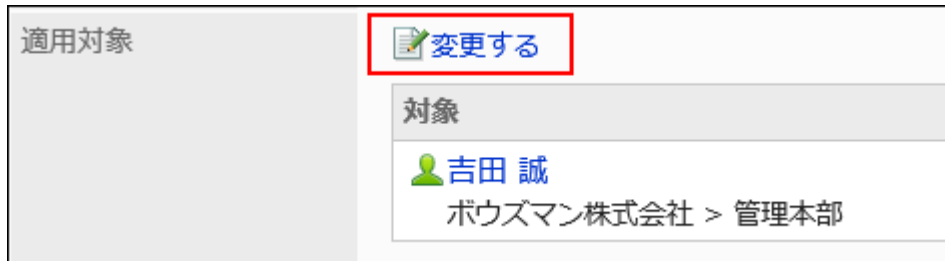 適用対象
変更する
対象
吉田 誠
ボウズマン株式会社 > 管理本部